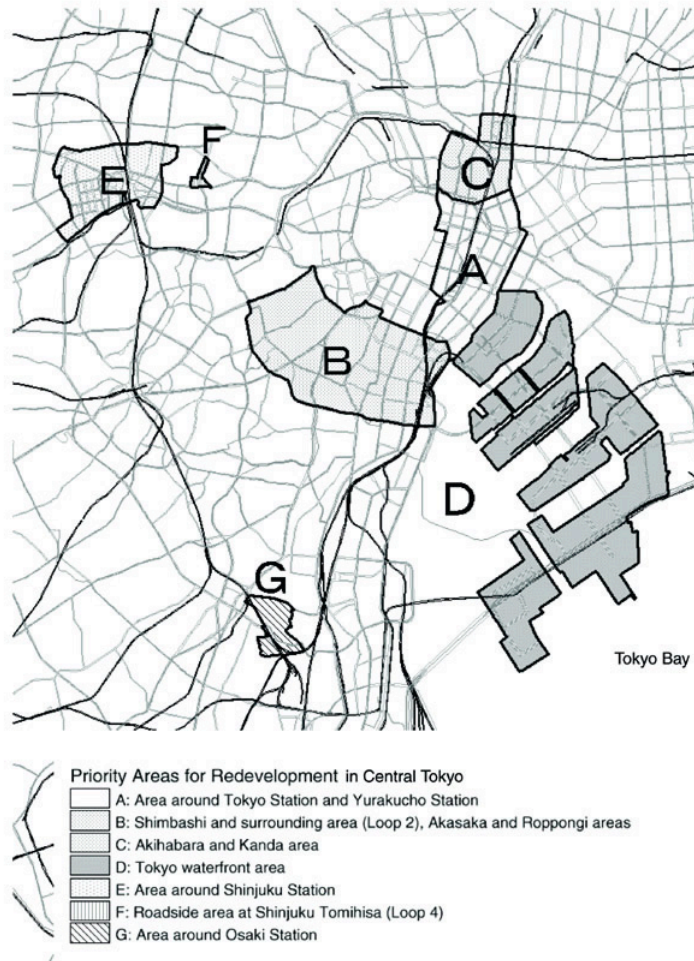 F
E
C
A
B
D
G
Tokyo Bay
Priority Areas for Redevelopment in Central Tokyo
A: Area around Tokyo Station and Yurakucho Station
B: Shimbashi and surrounding area (Loop 2), Akasaka and Roppongi areas
C: Akihabara and Kanda area
D: Tokyo waterfront area
E: Area around Shinjuku Station
F: Roadside area at Shinjuku Tomihisa (Loop 4)
G: Area around Osaki Station